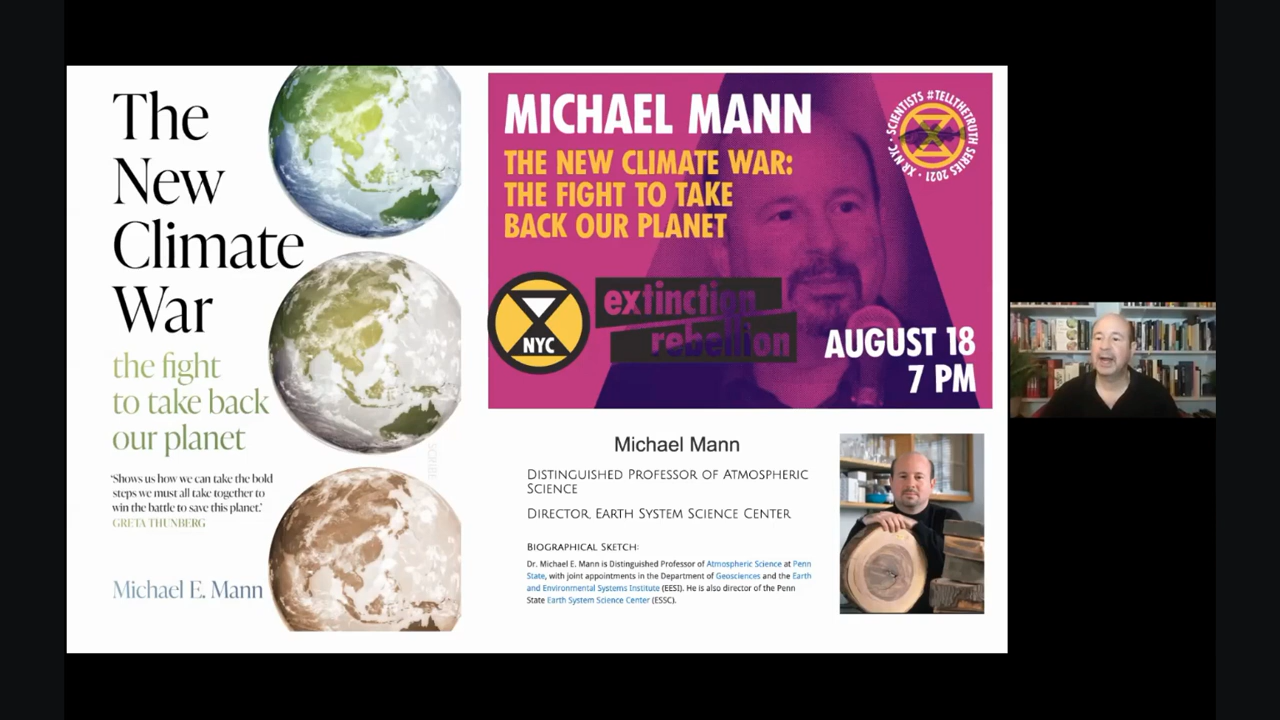 The
New
Climate
War
the fight
to take back
our planet
'Shows us how we can take the bold
steps we must all take together to
win the battle to save this planet.'
GRETA THUNBERG
Michael E. Mann
SCRIBE
MICHAEL MANN
THE NEW CLIMATE WAR:
THE FIGHT TO TAKE
BACK OUR PLANET
XR NYC · SCIENTISTS #TELLTHETRUTH SERIES 2021 ·
NYC
extinction
rebellion
AUGUST 18
7 PM
Michael Mann
DISTINGUISHED PROFESSOR OF ATMOSPHERIC
SCIENCE
DIRECTOR, EARTH SYSTEM SCIENCE CENTER
BIOGRAPHICAL SKETCH:
Dr. Michael E. Mann is Distinguished Professor of Atmospheric Science at Penn
State, with joint appointments in the Department of Geosciences and the Earth
and Environmental Systems Institute (EESI). He is also director of the Penn
State Earth System Science Center (ESSC).